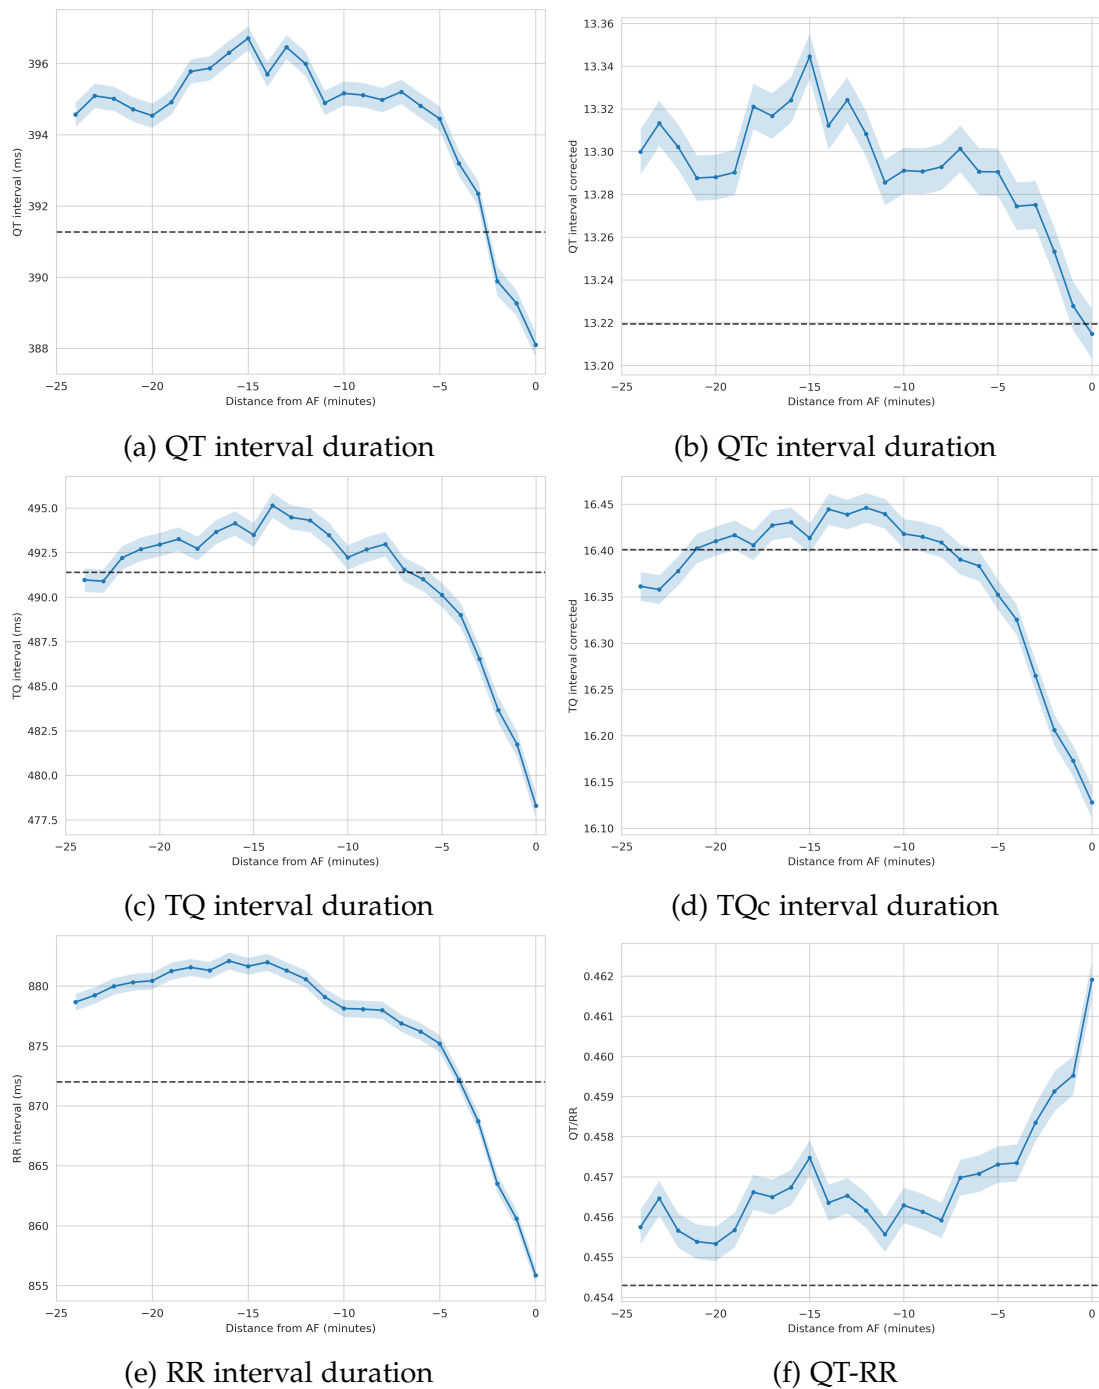 396
394
392
390
388
QT interval (ms)
−25 −20 −15 −10 −5 0
Distance from AF (minutes)
(a) QT interval duration
13.36
13.34
13.32
13.30
13.28
13.26
13.24
13.22
13.20
QT interval corrected
−25 −20 −15 −10 −5 0
Distance from AF (minutes)
(b) QTc interval duration
495.0
492.5
490.0
487.5
485.0
482.5
480.0
477.5
TQ interval (ms)
−25 −20 −15 −10 −5 0
Distance from AF (minutes)
(c) TQ interval duration
16.45
16.40
16.35
16.30
16.25
16.20
16.15
16.10
TQ interval corrected
−25 −20 −15 −10 −5 0
Distance from AF (minutes)
(d) TQc interval duration
880
875
870
865
860
855
RR interval (ms)
−25 −20 −15 −10 −5 0
Distance from AF (minutes)
(e) RR interval duration
0.462
0.461
0.460
0.459
0.458
0.457
0.456
0.455
0.454
QT/RR
−25 −20 −15 −10 −5 0
Distance from AF (minutes)
(f) QT-RR